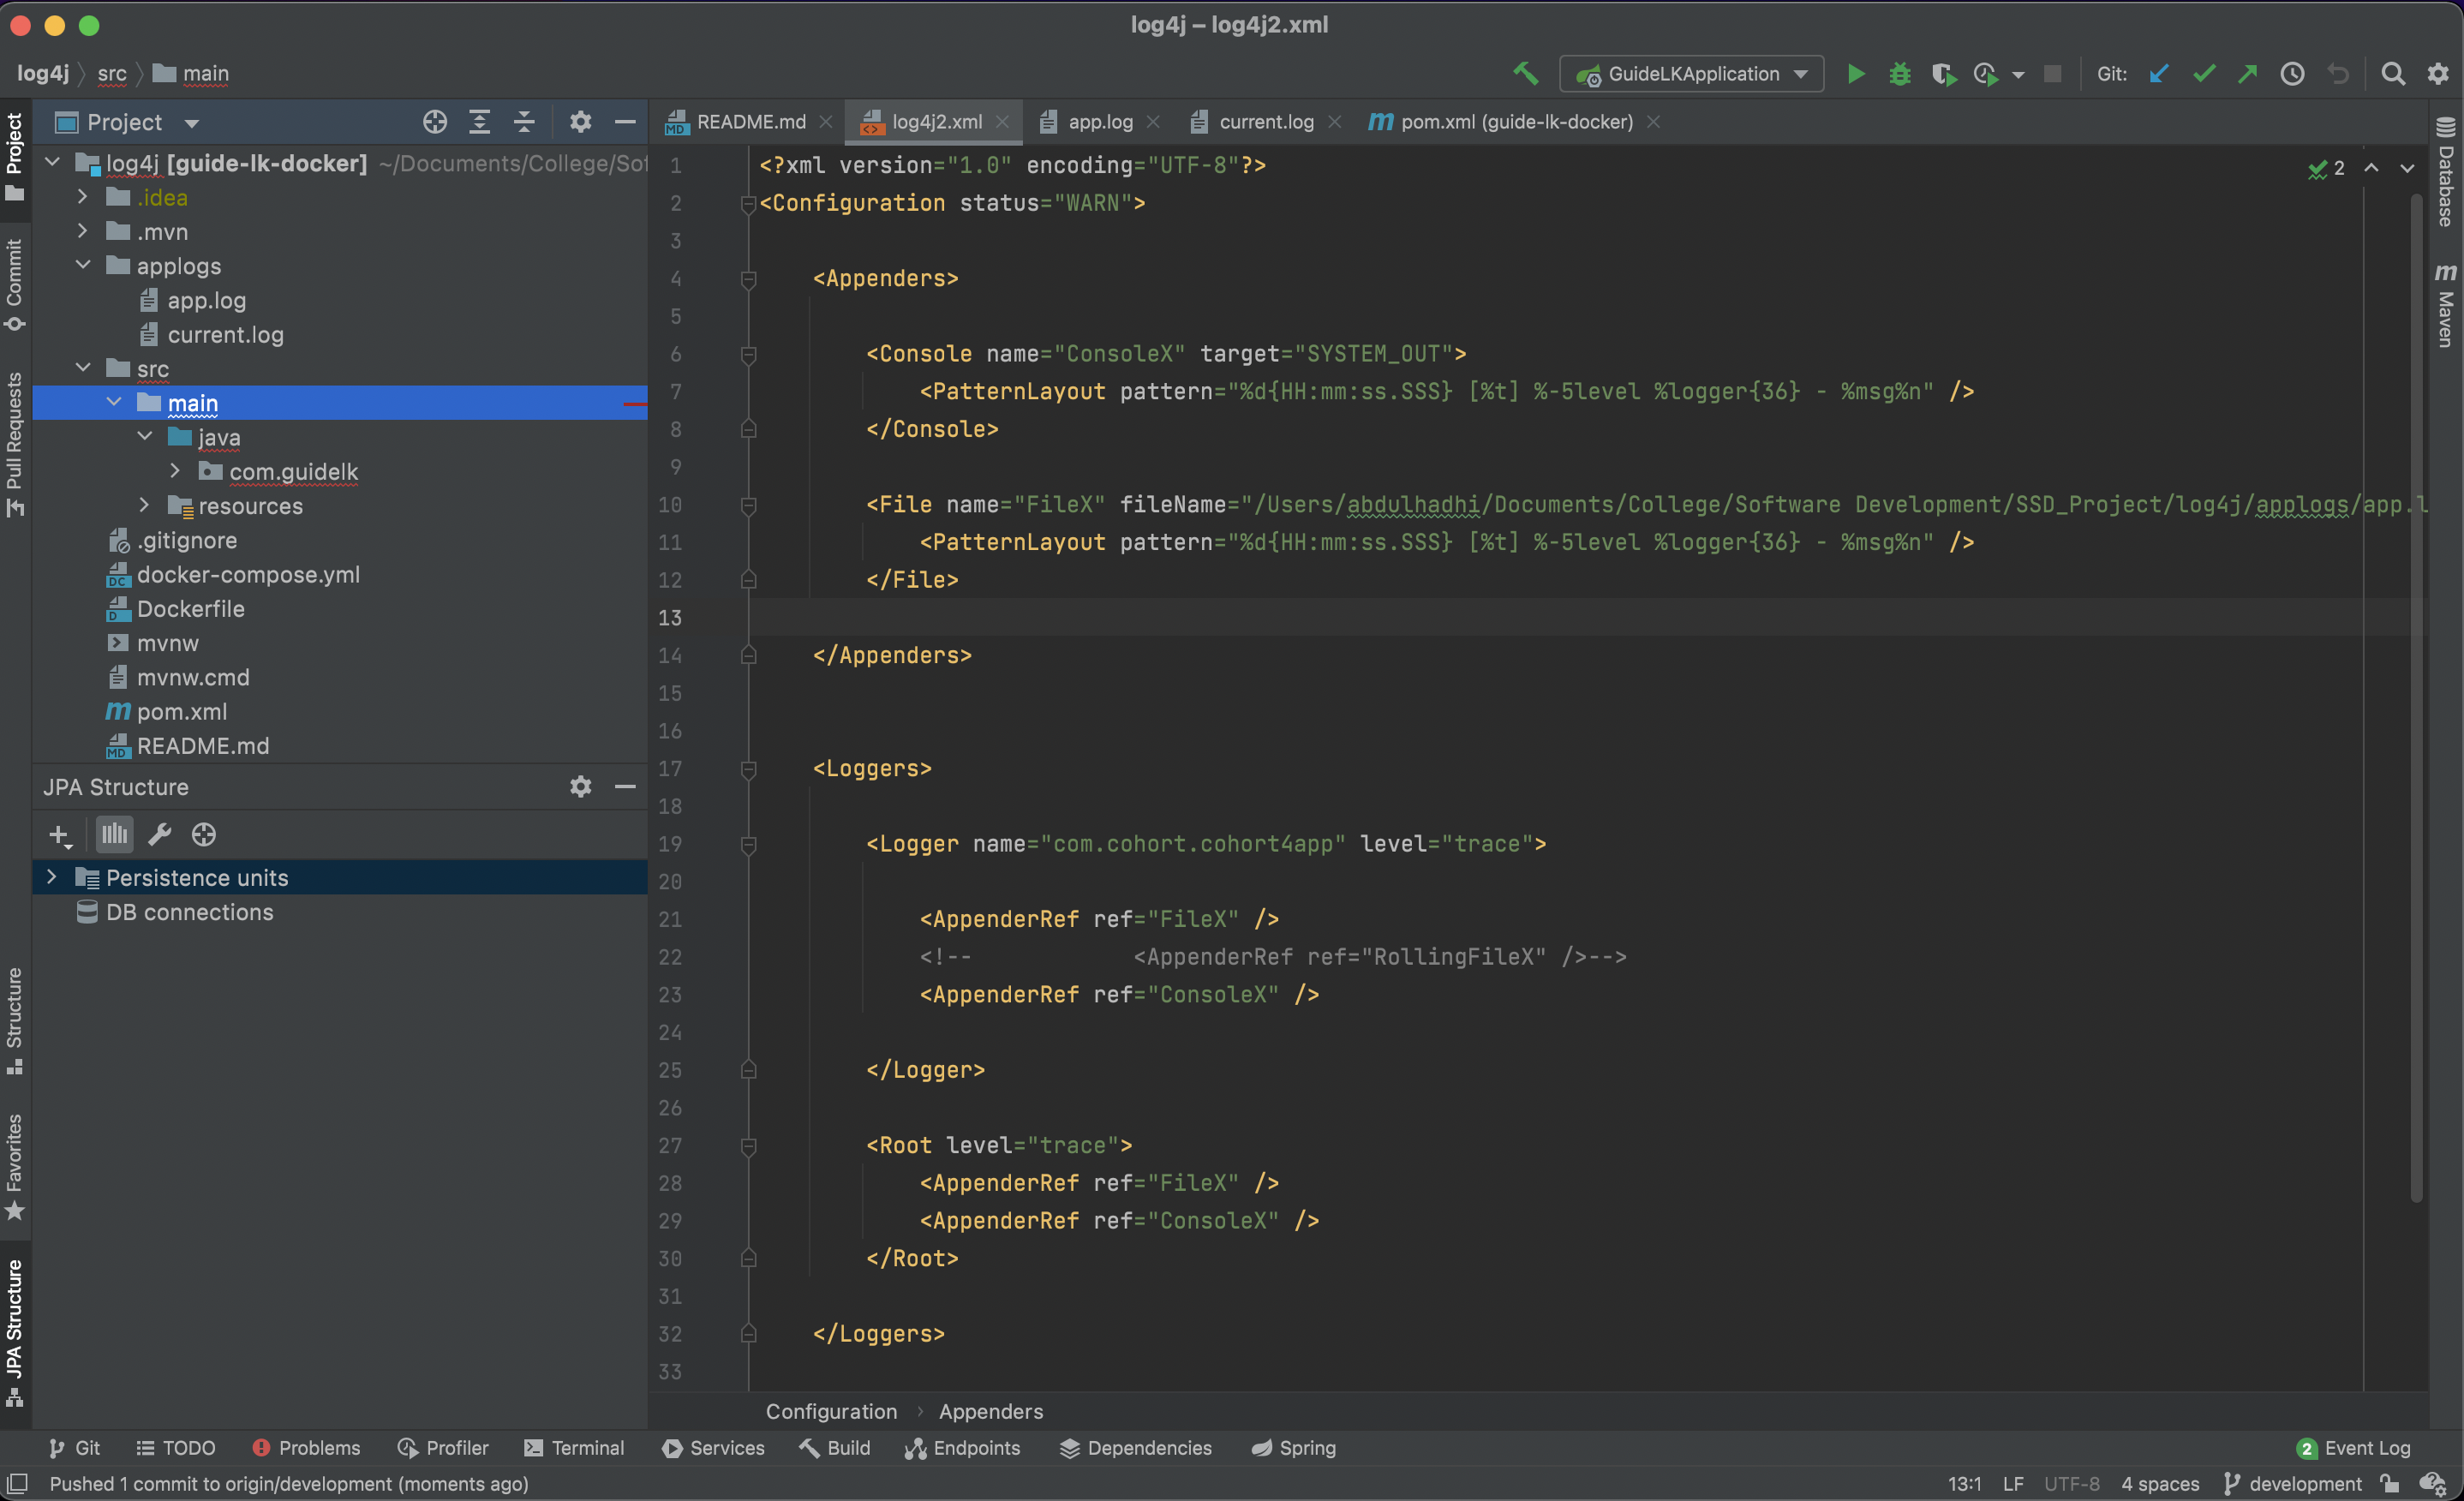 log4j – log4j2.xml
log4j src main
GuideLKApplication
Git:
Project
README.md
log4j2.xml
app.log
current.log
pom.xml (guide-lk-docker)
Project
Commit
Pull Requests
Structure
Favorites
JPA Structure
log4j [guide-lk-docker] ~/Documents/College/Sof
.idea
.mvn
applogs
app.log
current.log
src
main
java
com.guidelk
resources
.gitignore
docker-compose.yml
Dockerfile
mvnw
mvnw.cmd
pom.xml
README.md
JPA Structure
Persistence units
DB connections
1 <?xml version="1.0" encoding="UTF-8"?>
2 <Configuration status="WARN">
3
4 <Appenders>
5
6 <Console name="ConsoleX" target="SYSTEM_OUT">
7 <PatternLayout pattern="%d{HH:mm:ss.SSS} [%t] %-5level %logger{36} - %msg%n" />
8 </Console>
9
10 <File name="FileX" fileName="/Users/abdulhadhi/Documents/College/Software Development/SSD_Project/log4j/applogs/app.l
11 <PatternLayout pattern="%d{HH:mm:ss.SSS} [%t] %-5level %logger{36} - %msg%n" />
12 </File>
13
14 </Appenders>
15
16
17 <Loggers>
18
19 <Logger name="com.cohort.cohort4app" level="trace">
20
21 <AppenderRef ref="FileX" />
22 <!-- <AppenderRef ref="RollingFileX" />-->
23 <AppenderRef ref="ConsoleX" />
24
25 </Logger>
26
27 <Root level="trace">
28 <AppenderRef ref="FileX" />
29 <AppenderRef ref="ConsoleX" />
30 </Root>
31
32 </Loggers>
33
2
Database
Maven
Configuration › Appenders
Git TODO Problems Profiler Terminal Services Build Endpoints Dependencies Spring
2 Event Log
Pushed 1 commit to origin/development (moments ago)
13:1 LF UTF-8 4 spaces development